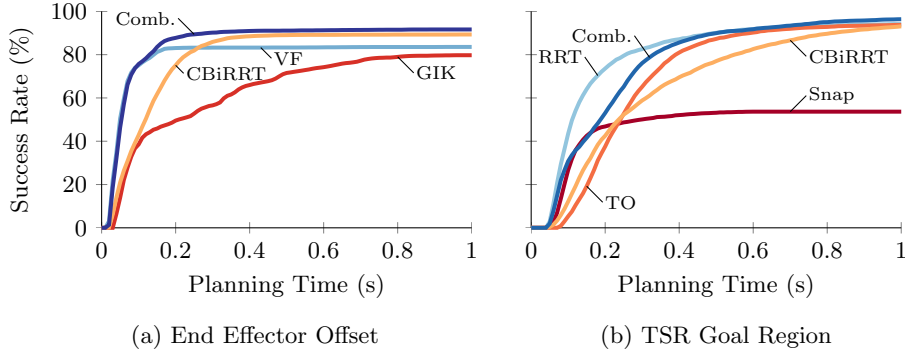 Success Rate (%)
100
80
60
40
20
0
Comb.
VF
CBiRRT
GIK
0
0.2
0.4
0.6
0.8
1
Planning Time (s)
(a) End Effector Offset
Comb.
RRT
CBiRRT
Snap
TO
0
0.2
0.4
0.6
0.8
1
Planning Time (s)
(b) TSR Goal Region